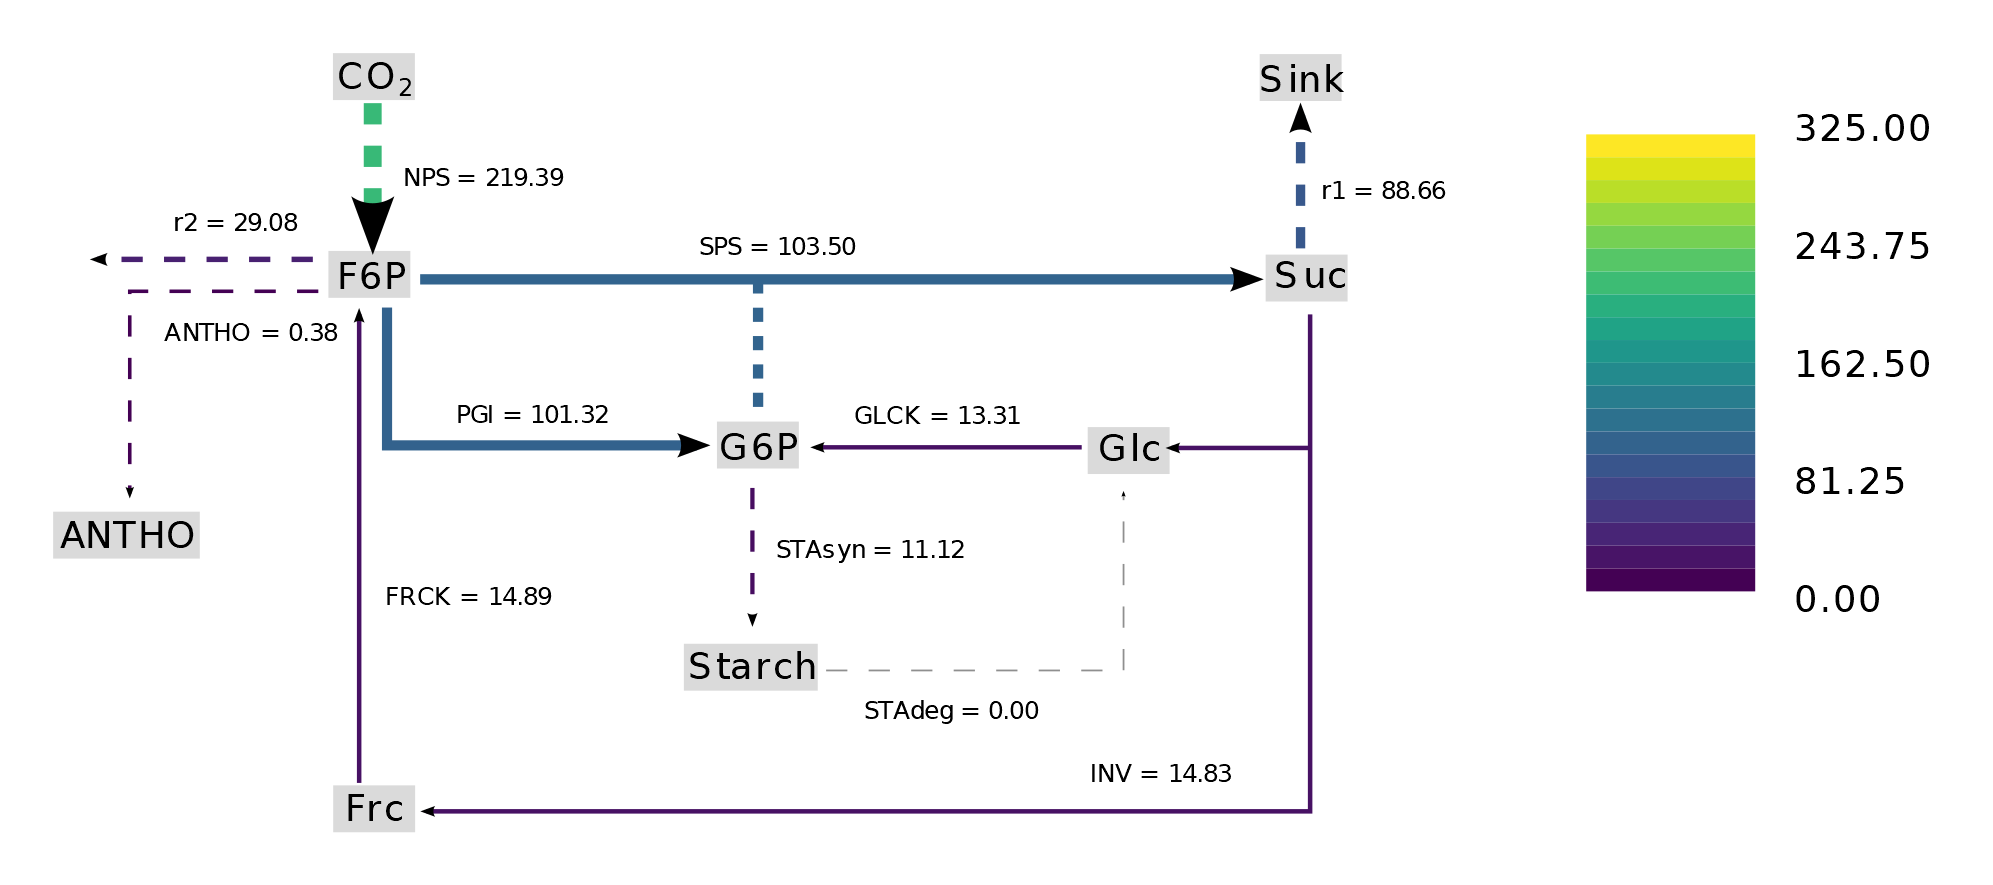 CO₂
Sink
325.00
NPS = 219.39
r1 = 88.66
r2 = 29.08
SPS = 103.50
243.75
F6P
Suc
ANTHO = 0.38
162.50
PGI = 101.32
GLCK = 13.31
G6P
Glc
81.25
ANTHO
STAsyn = 11.12
FRCK = 14.89
0.00
Starch
STAdeg = 0.00
INV = 14.83
Frc